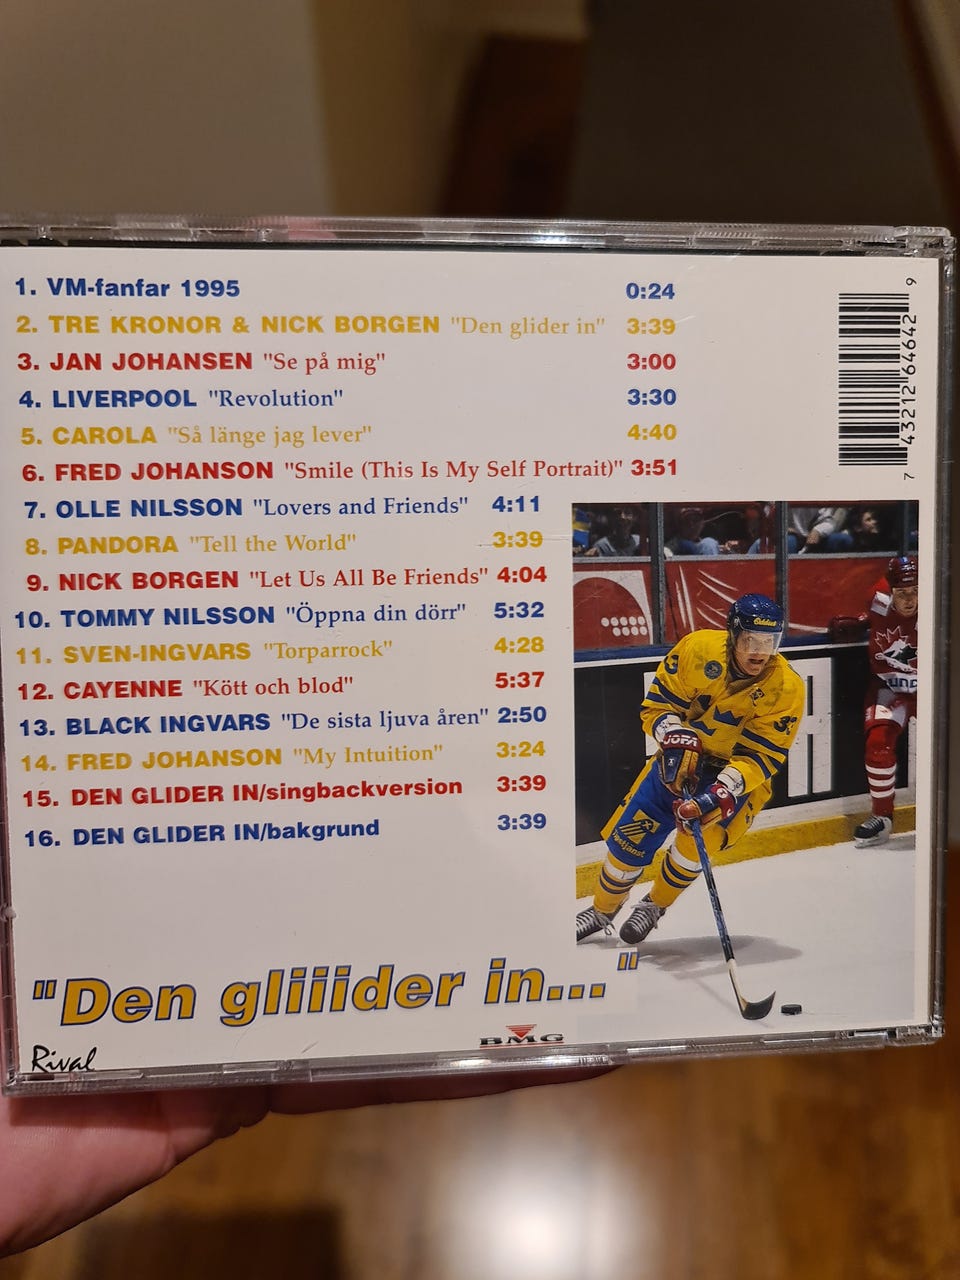 1. VM-fanfar 1995 0:24
2. TRE KRONOR & NICK BORGEN "Den glider in" 3:39
3. JAN JOHANSEN "Se på mig" 3:00
4. LIVERPOOL "Revolution" 3:30
5. CAROLA "Så länge jag lever" 4:40
6. FRED JOHANSON "Smile (This Is My Self Portrait)" 3:51
7. OLLE NILSSON "Lovers and Friends" 4:11
8. PANDORA "Tell the World" 3:39
9. NICK BORGEN "Let Us All Be Friends" 4:04
10. TOMMY NILSSON "Öppna din dörr" 5:32
11. SVEN-INGVARS "Torparrock" 4:28
12. CAYENNE "Kött och blod" 5:37
13. BLACK INGVARS "De sista ljuva åren" 2:50
14. FRED JOHANSON "My Intuition" 3:24
15. DEN GLIDER IN/singbackversion 3:39
16. DEN GLIDER IN/bakgrund 3:39
7 43212 64642 9
JOFA
"Den gliiider in..."
BMG
Rival